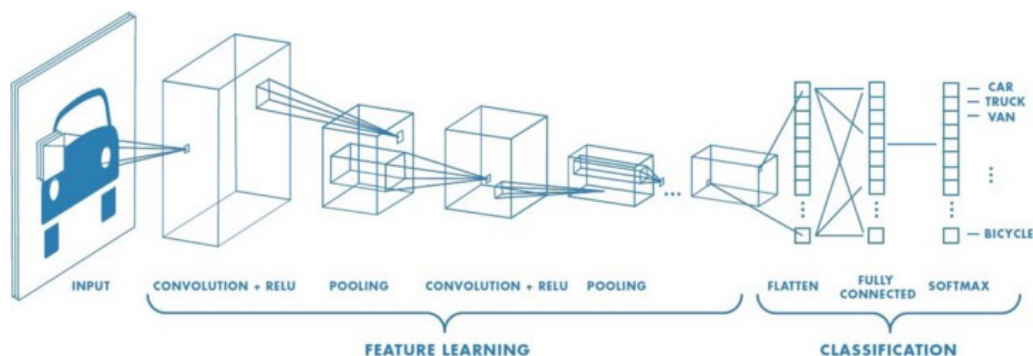 CAR
TRUCK
VAN
BICYCLE
INPUT
CONVOLUTION + RELU
POOLING
CONVOLUTION + RELU
POOLING
FLATTEN
FULLY
CONNECTED
SOFTMAX
FEATURE LEARNING
CLASSIFICATION